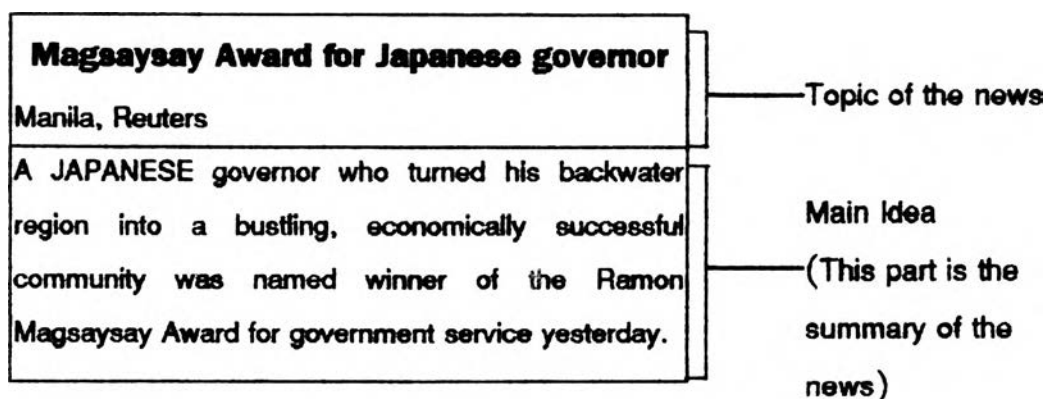 Magsaysay Award for Japanese governor
Manila, Reuters
A JAPANESE governor who turned his backwater
region into a bustling, economically successful
community was named winner of the Ramon
Magsaysay Award for government service yesterday.
Topic of the news
Main Idea
(This part is the
summary of the
news)